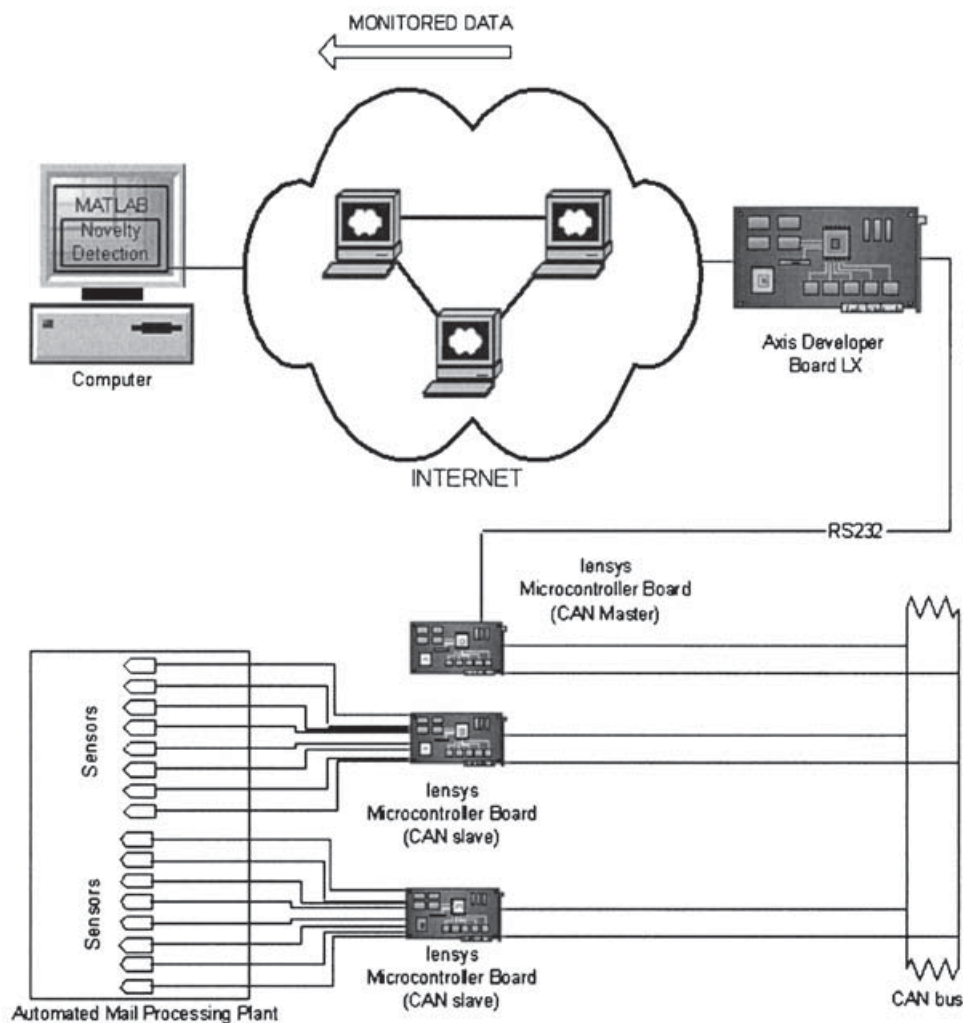 MONITORED DATA
MATLAB
Novelty
Detection
Computer
INTERNET
Axis Developer
Board LX
RS232
Iensys
Microcontroller Board
(CAN Master)
Sensors
Iensys
Microcontroller Board
(CAN slave)
Sensors
Iensys
Microcontroller Board
(CAN slave)
Automated Mail Processing Plant
CAN bus